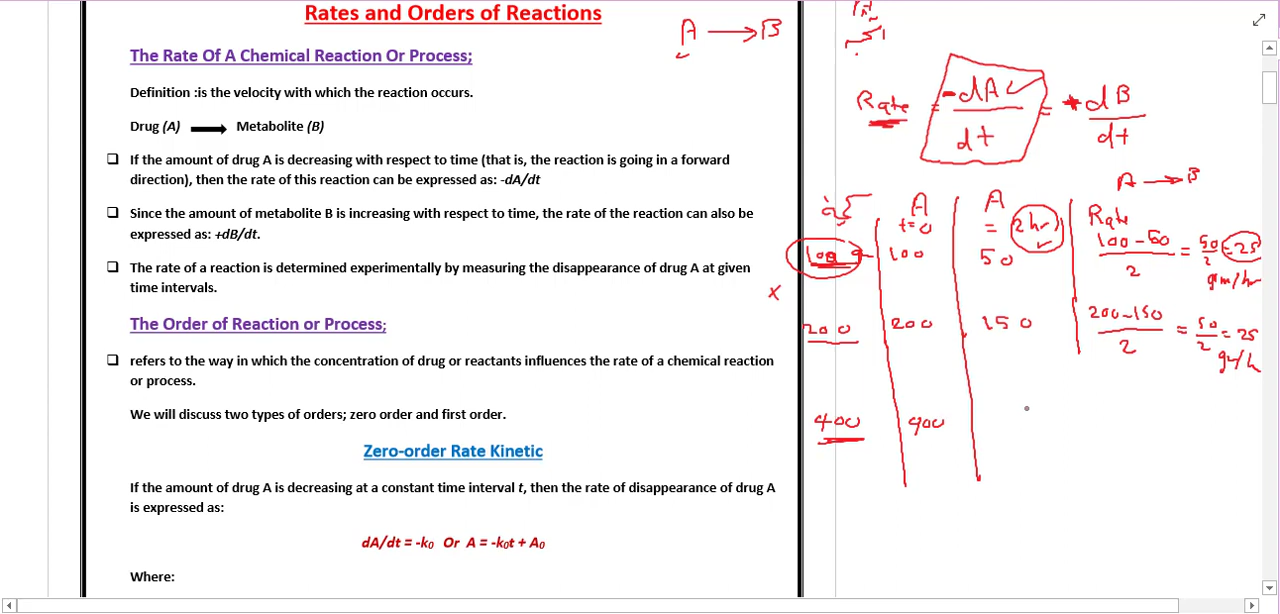 Rates and Orders of Reactions
The Rate Of A Chemical Reaction Or Process;
Definition :is the velocity with which the reaction occurs.
Drug (A) ➡ Metabolite (B)
❑ If the amount of drug A is decreasing with respect to time (that is, the reaction is going in a forward
direction), then the rate of this reaction can be expressed as: -dA/dt
❑ Since the amount of metabolite B is increasing with respect to time, the rate of the reaction can also be
expressed as: +dB/dt.
❑ The rate of a reaction is determined experimentally by measuring the disappearance of drug A at given
time intervals.
The Order of Reaction or Process;
❑ refers to the way in which the concentration of drug or reactants influences the rate of a chemical reaction
or process.
We will discuss two types of orders; zero order and first order.
Zero-order Rate Kinetic
If the amount of drug A is decreasing at a constant time interval t, then the rate of disappearance of drug A
is expressed as:
dA/dt = -k₀ Or A = -k₀t + A₀
Where:
A → B
Rate = -dA/dt = +dB/dt
A → B
A A Rate
t=0 = 2 hr
100 100 50 100-50/2 = 50/2 = 25
gm/hr
200 200 150 200-150/2 = 50/2 = 25
400 400